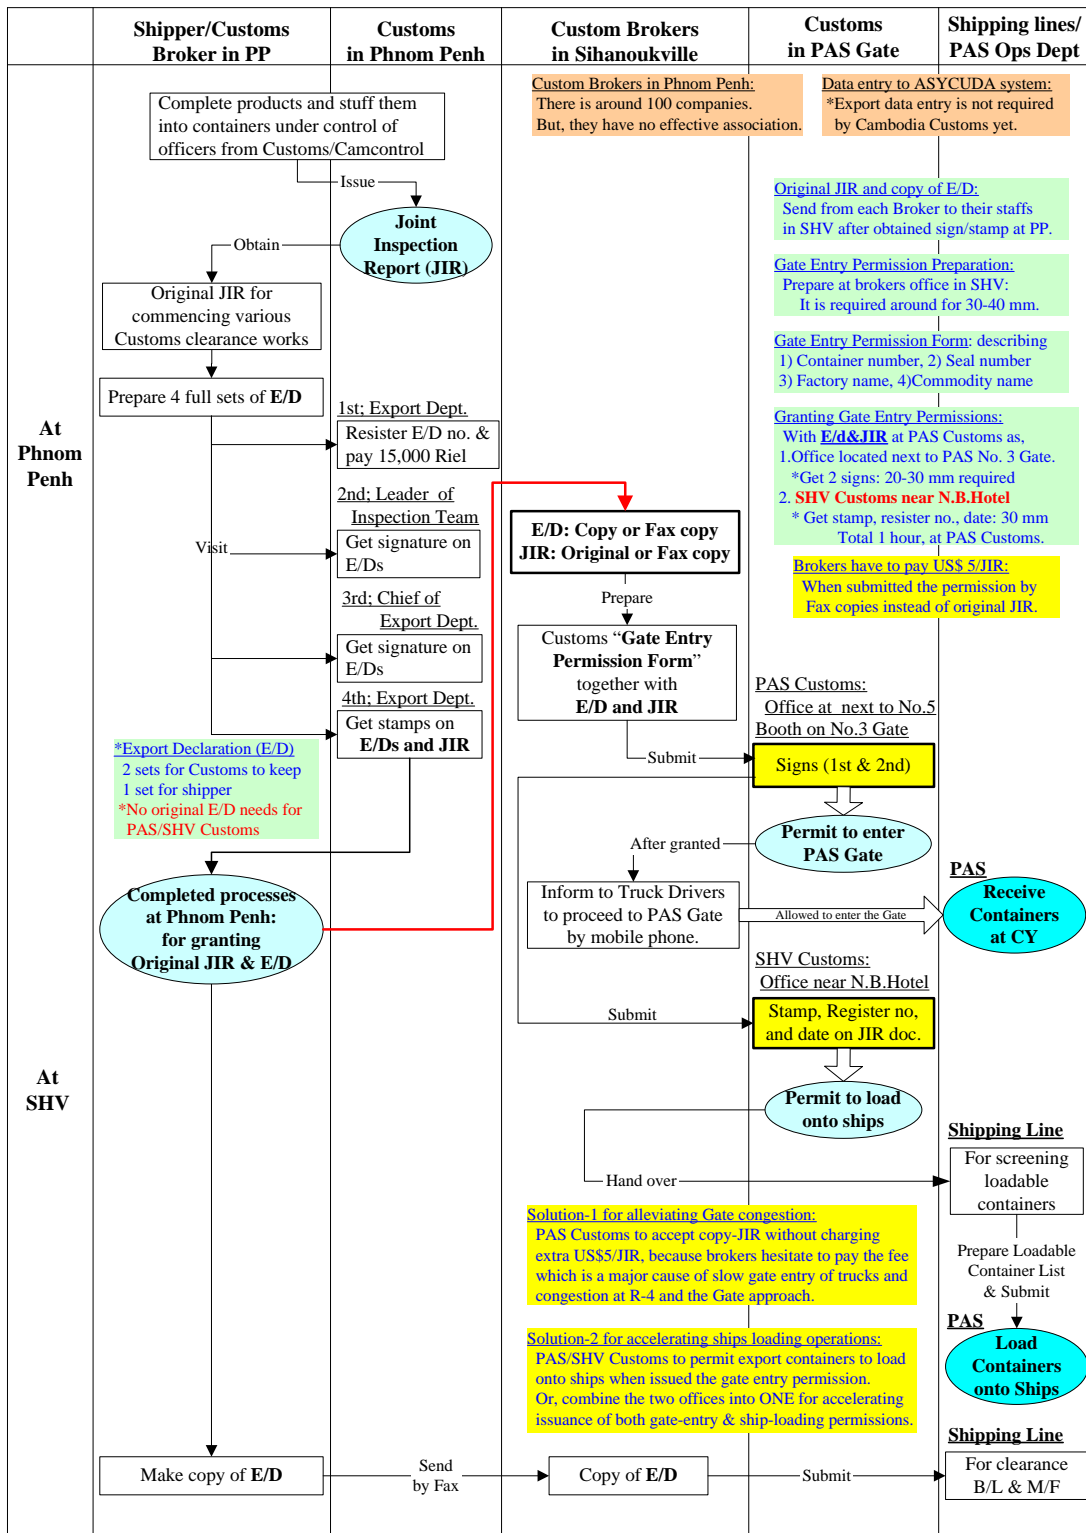 Shipper/Customs
Broker in PP
Customs
in Phnom Penh
Custom Brokers
in Sihanoukville
Customs
in PAS Gate
Shipping lines/
PAS Ops Dept
At
Phnom
Penh
At
SHV
Complete products and stuff them
into containers under control of
officers from Customs/Camcontrol
Issue
Joint
Inspection
Report (JIR)
Obtain
Original JIR for
commencing various
Customs clearance works
Prepare 4 full sets of E/D
Visit
1st; Export Dept.
Resister E/D no. &
pay 15,000 Riel
2nd; Leader of
Inspection Team
Get signature on
E/Ds
3rd; Chief of
Export Dept.
Get signature on
E/Ds
4th; Export Dept.
Get stamps on
E/Ds and JIR
*Export Declaration (E/D)
2 sets for Customs to keep
1 set for shipper
*No original E/D needs for
PAS/SHV Customs
Completed processes
at Phnom Penh:
for granting
Original JIR & E/D
Custom Brokers in Phnom Penh:
There is around 100 companies.
But, they have no effective association.
Data entry to ASYCUDA system:
*Export data entry is not required
by Cambodia Customs yet.
Original JIR and copy of E/D:
Send from each Broker to their staffs
in SHV after obtained sign/stamp at PP.
Gate Entry Permission Preparation:
Prepare at brokers office in SHV:
It is required around for 30-40 mm.
Gate Entry Permission Form: describing
1) Container number, 2) Seal number
3) Factory name, 4)Commodity name
Granting Gate Entry Permissions:
With E/d&JIR at PAS Customs as,
1.Office located next to PAS No. 3 Gate.
*Get 2 signs: 20-30 mm required
2. SHV Customs near N.B.Hotel
* Get stamp, resister no., date: 30 mm
Total 1 hour, at PAS Customs.
Brokers have to pay US$ 5/JIR:
When submitted the permission by
Fax copies instead of original JIR.
E/D: Copy or Fax copy
JIR: Original or Fax copy
Prepare
Customs “Gate Entry
Permission Form”
together with
E/D and JIR
Submit
PAS Customs:
Office at next to No.5
Booth on No.3 Gate
Signs (1st & 2nd)
Permit to enter
PAS Gate
After granted
Inform to Truck Drivers
to proceed to PAS Gate
by mobile phone.
Allowed to enter the Gate
PAS
Receive
Containers
at CY
SHV Customs:
Office near N.B.Hotel
Submit
Stamp, Register no,
and date on JIR doc.
Permit to load
onto ships
Hand over
Shipping Line
For screening
loadable
containers
Prepare Loadable
Container List
& Submit
PAS
Load
Containers
onto Ships
Solution-1 for alleviating Gate congestion:
PAS Customs to accept copy-JIR without charging
extra US$5/JIR, because brokers hesitate to pay the fee
which is a major cause of slow gate entry of trucks and
congestion at R-4 and the Gate approach.
Solution-2 for accelerating ships loading operations:
PAS/SHV Customs to permit export containers to load
onto ships when issued the gate entry permission.
Or, combine the two offices into ONE for accelerating
issuance of both gate-entry & ship-loading permissions.
Make copy of E/D
Send
by Fax
Copy of E/D
Submit
Shipping Line
For clearance
B/L & M/F